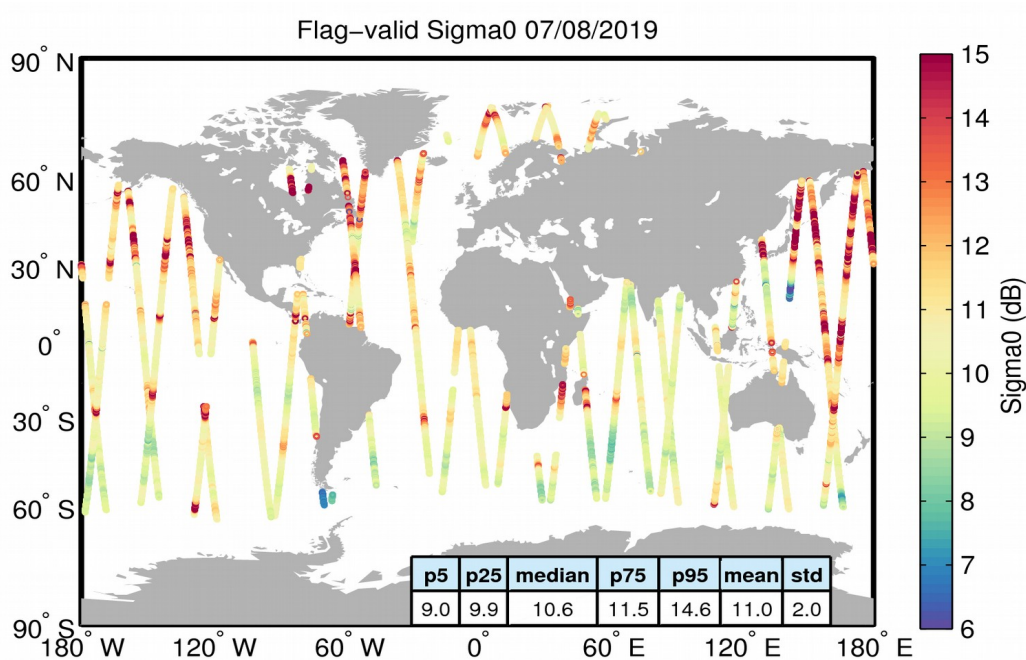 Flag-valid Sigma0 07/08/2019
90° N
60° N
30° N
0°
30° S
60° S
90° S
180° W
120° W
60° W
0°
60° E
120° E
180° E
p5 p25 median p75 p95 mean std
9.0 9.9 10.6 11.5 14.6 11.0 2.0
15
14
13
12
11
10
9
8
7
6
Sigma0 (dB)